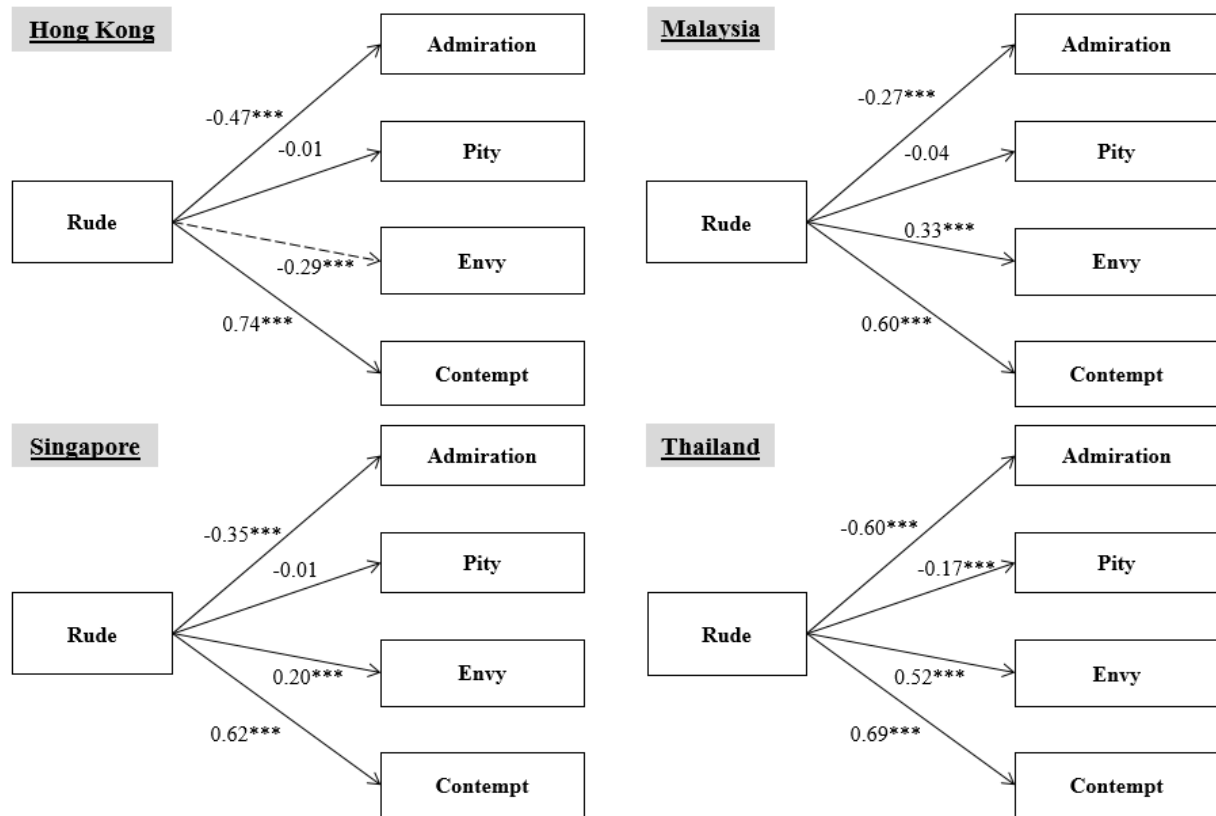 Hong Kong
Admiration
-0.47***
-0.01
Pity
Rude
-0.29***
Envy
0.74***
Contempt
Malaysia
Admiration
-0.27***
-0.04
Pity
Rude
0.33***
Envy
0.60***
Contempt
Singapore
Admiration
-0.35***
-0.01
Pity
Rude
0.20***
Envy
0.62***
Contempt
Thailand
Admiration
-0.60***
-0.17***
Pity
Rude
0.52***
Envy
0.69***
Contempt